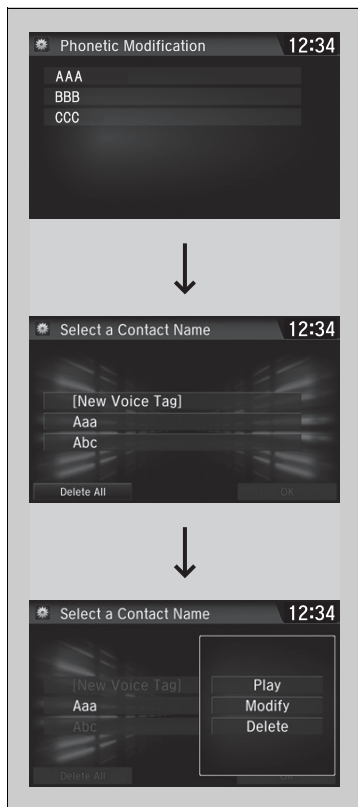 Phonetic Modification 12:34
AAA
BBB
CCC
Select a Contact Name 12:34
[New Voice Tag]
Aaa
Abc
Delete All OK
Select a Contact Name 12:34
[New Voice Tag] Play
Aaa Modify
Abc Delete
Delete All OK